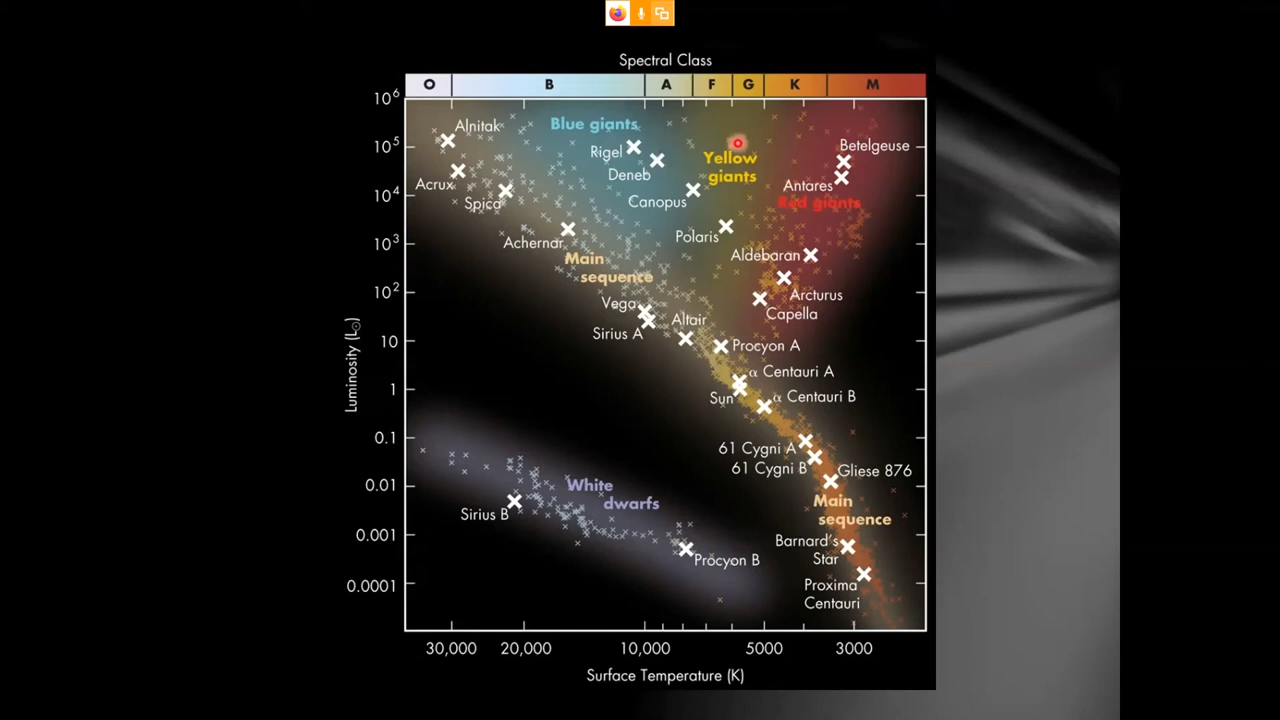 Spectral Class
O B A F G K M
10⁶
10⁵
10⁴
10³
10²
10
1
0.1
0.01
0.001
0.0001
Luminosity (L☉)
Alnitak
Blue giants
Rigel
Deneb
Yellow
giants
Betelgeuse
Acrux
Spica
Canopus
Antares
Red giants
Achernar
Polaris
Main
sequence
Aldebaran
Vega
Arcturus
Capella
Sirius A
Altair
Procyon A
α Centauri A
Sun
α Centauri B
61 Cygni A
61 Cygni B
Gliese 876
White
dwarfs
Main
sequence
Sirius B
Procyon B
Barnard's
Star
Proxima
Centauri
30,000 20,000 10,000 5000 3000
Surface Temperature (K)